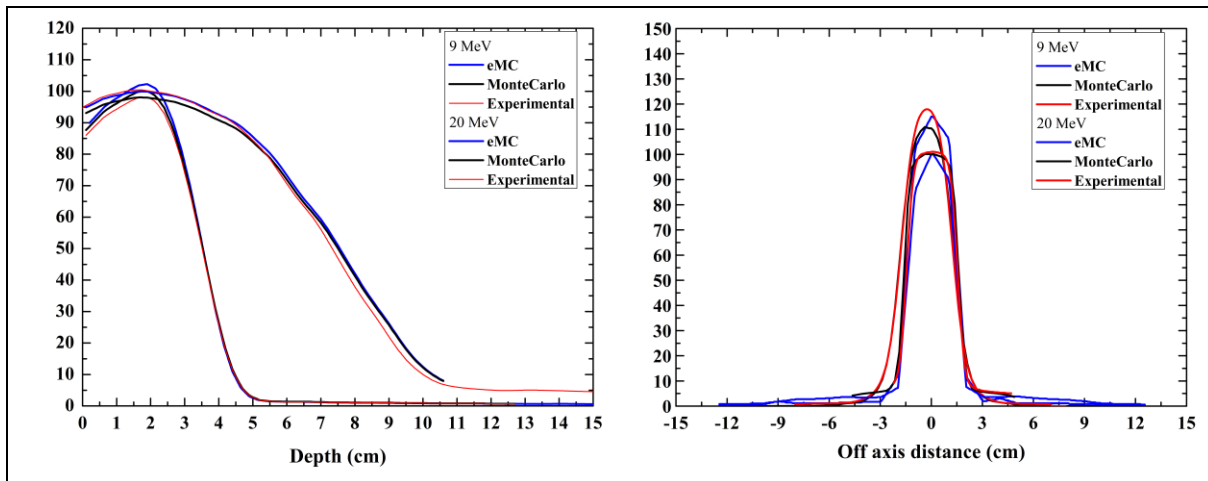 120
110
100
90
80
70
60
50
40
30
20
10
0
0 1 2 3 4 5 6 7 8 9 10 11 12 13 14 15
Depth (cm)
9 MeV
eMC
MonteCarlo
Experimental
20 MeV
eMC
MonteCarlo
Experimental
150
140
130
120
110
100
90
80
70
60
50
40
30
20
10
0
-15 -12 -9 -6 -3 0 3 6 9 12 15
Off axis distance (cm)
9 MeV
eMC
MonteCarlo
Experimental
20 MeV
eMC
MonteCarlo
Experimental